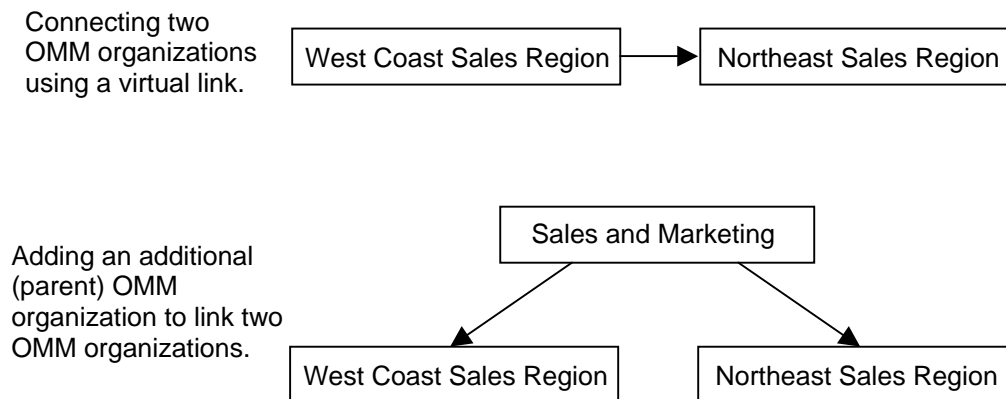 Connecting two
OMM organizations
using a virtual link.
West Coast Sales Region
Northeast Sales Region
Sales and Marketing
Adding an additional
(parent) OMM
organization to link two
OMM organizations.
West Coast Sales Region
Northeast Sales Region